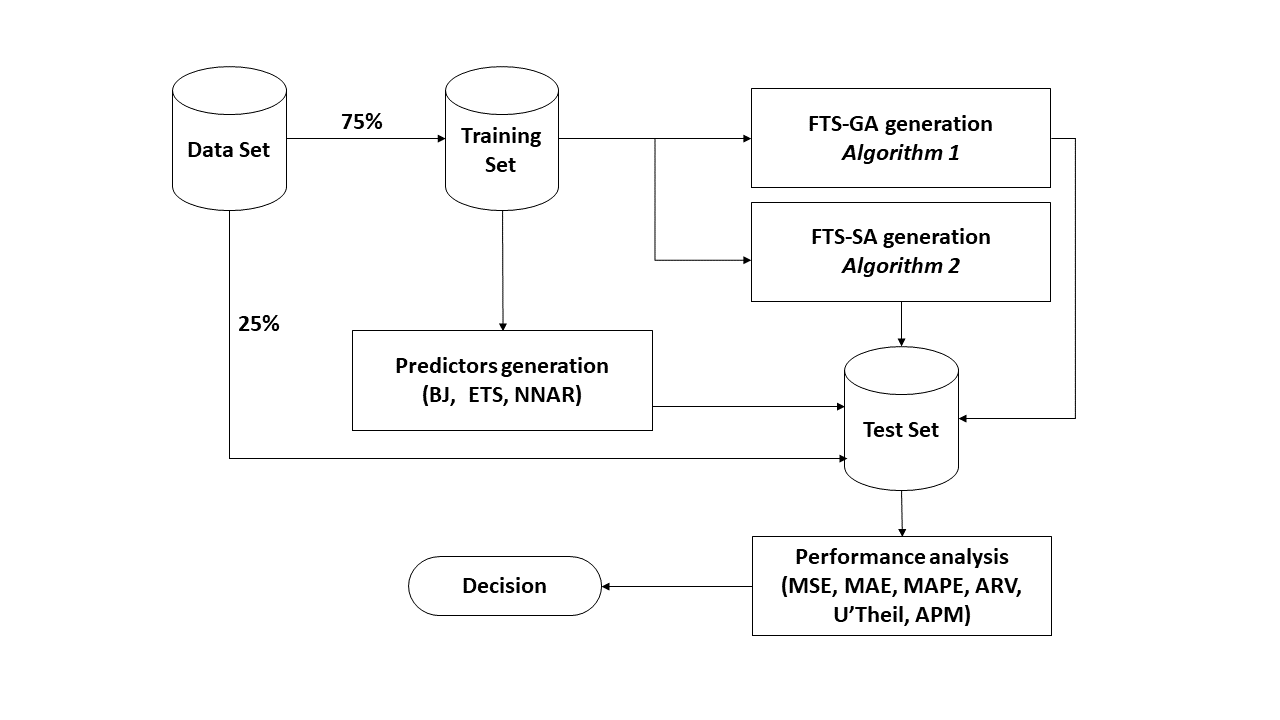 75%
Data Set
Training
Set
FTS-GA generation
Algorithm 1
FTS-SA generation
Algorithm 2
25%
Predictors generation
(BJ, ETS, NNAR)
Test Set
Performance analysis
(MSE, MAE, MAPE, ARV,
U’Theil, APM)
Decision